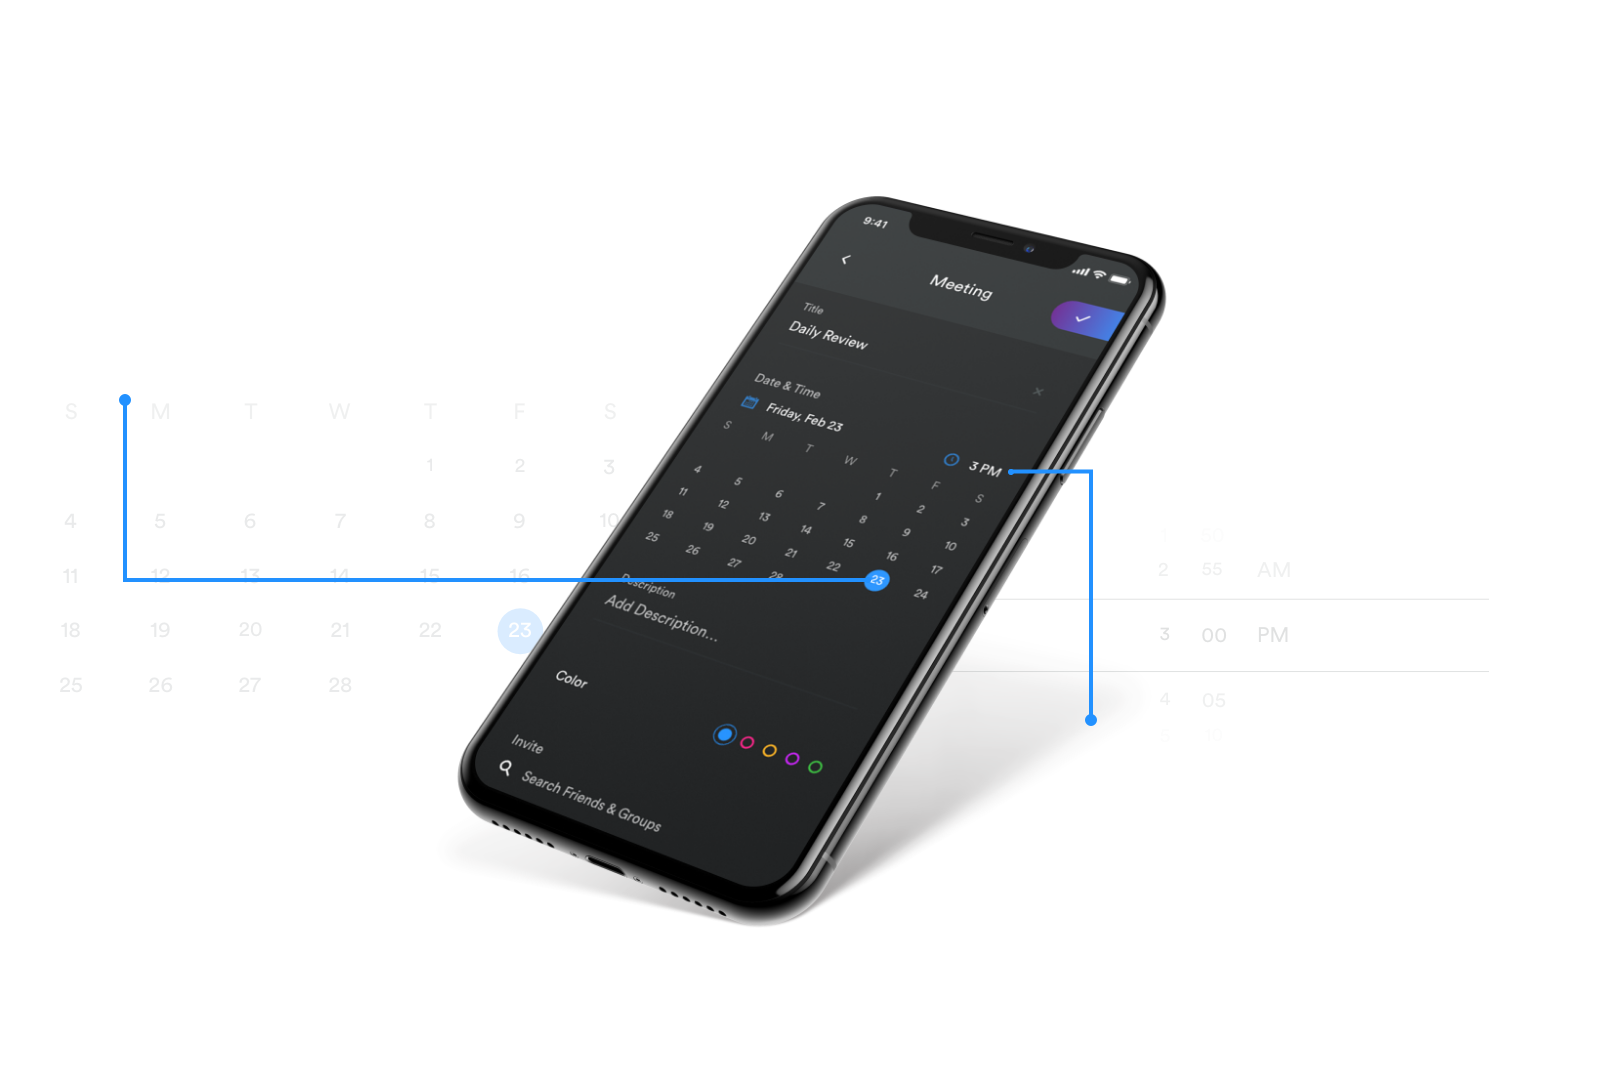 9:41
Meeting
Title
Daily Review
Date & Time
Friday, Feb 23
3 PM
S M T W T F S
1 2 3
4 5 6 7 8 9 10
11 12 13 14 15 16 17
18 19 20 21 22 23 24
25 26 27 28
Description
Add Description...
Color
Invite
Search Friends & Groups
S M T W T F S
1 2 3
4 5 6 7 8 9 10
11 12 13 14 15 16
18 19 20 21 22 23
25 26 27 28
1 50
2 55 AM
3 00 PM
4 05
5 10